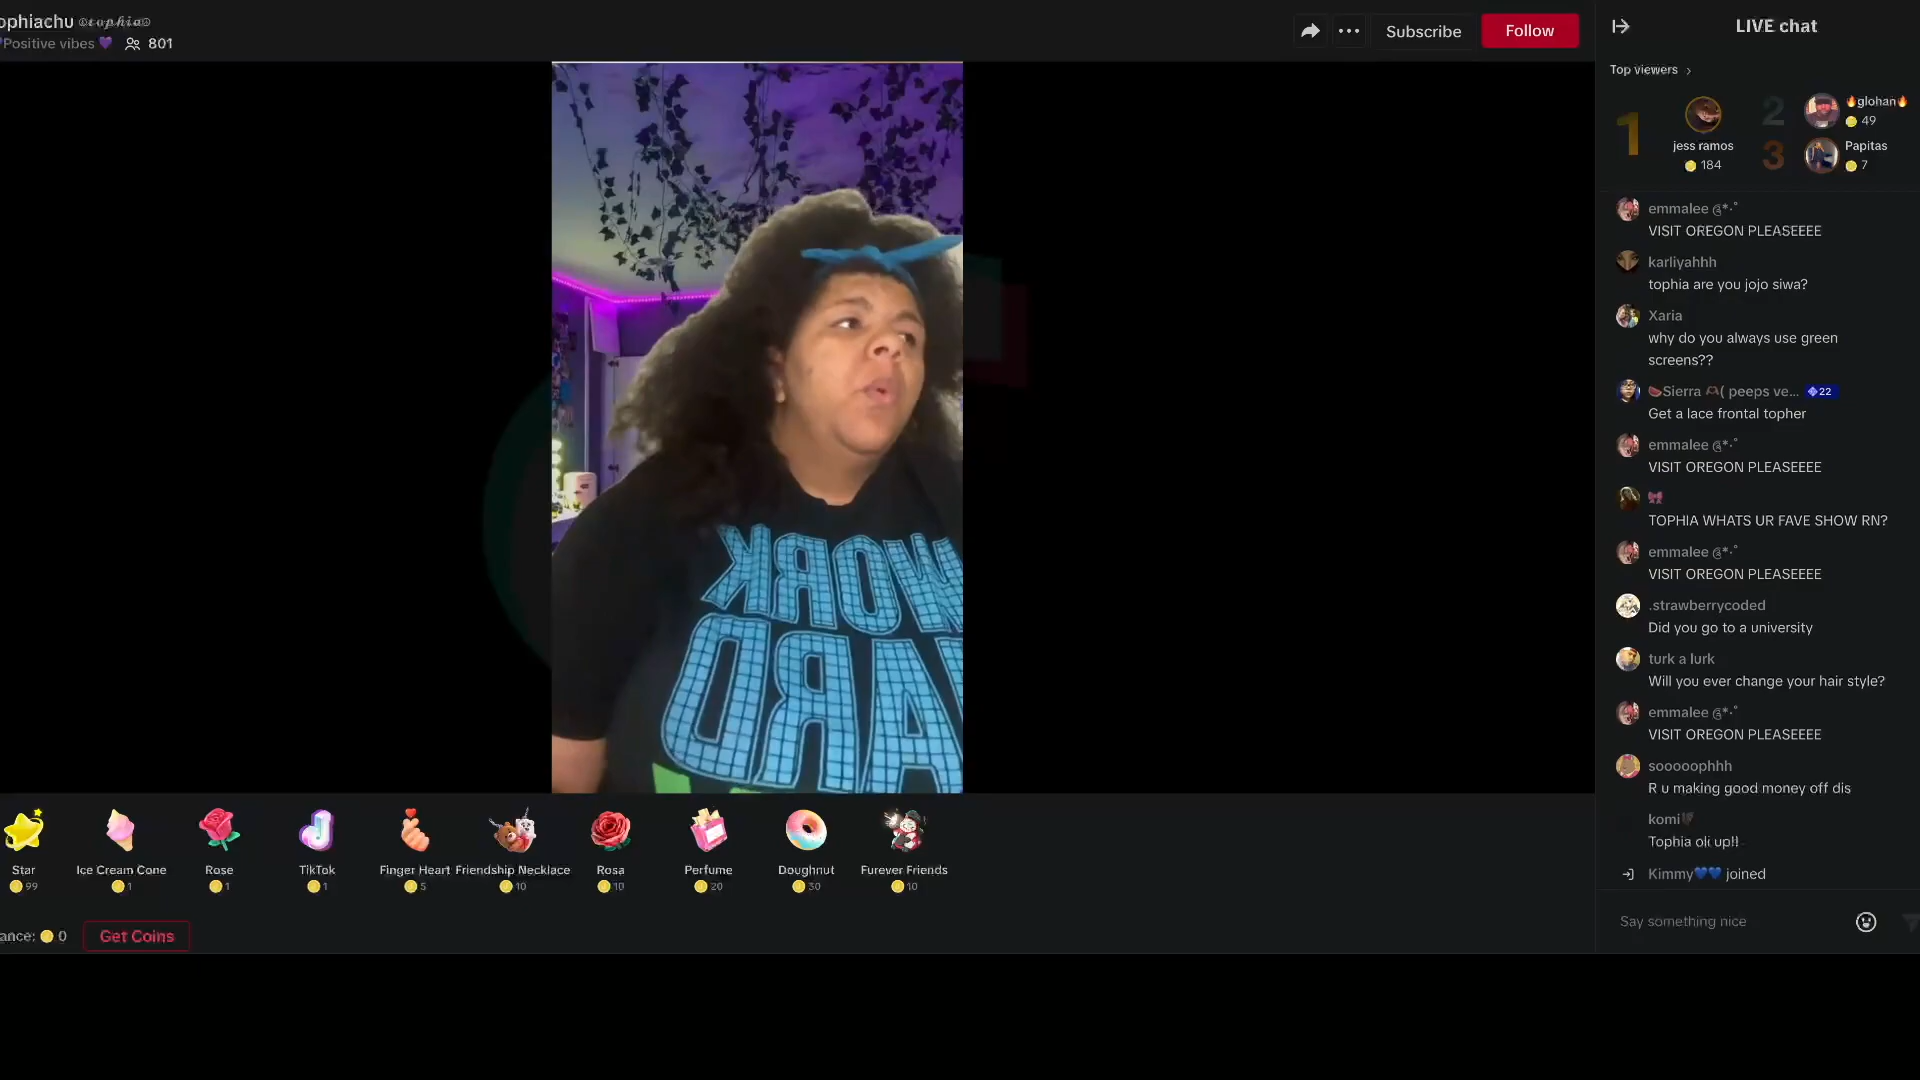 ophiachu
Positive vibes 💜 801
Subscribe
Follow
LIVE chat
Top viewers
1
jess ramos
184
2
🔥glohan🔥
49
3
Papitas
7
emmalee
VISIT OREGON PLEASEEEE
karliyahhh
tophia are you jojo siwa?
Xaria
why do you always use green
screens??
🍉Sierra 🫶🏽( peeps ve... 22
Get a lace frontal topher
emmalee
VISIT OREGON PLEASEEEE
🎀
TOPHIA WHATS UR FAVE SHOW RN?
emmalee
VISIT OREGON PLEASEEEE
.strawberrycoded
Did you go to a university
turk a lurk
Will you ever change your hair style?
emmalee
VISIT OREGON PLEASEEEE
sooooophhh
R u making good money off dis
komi
Tophia oli up!!
Kimmy💙💙 joined
Say something nice
WORK
HARD
Star
99
Ice Cream Cone
1
Rose
1
TikTok
1
Finger Heart
5
Friendship Necklace
10
Rosa
10
Perfume
20
Doughnut
30
Furever Friends
10
ance: 0
Get Coins